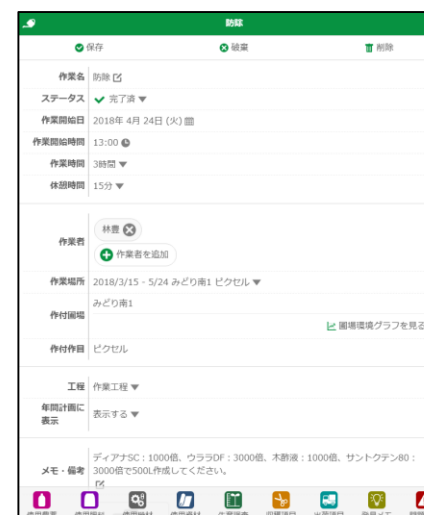 防除
保存 破棄 削除
作業名 防除
ステータス 完了済 ▼
作業開始日 2018年 4月 24日 (火)
作業開始時間 13:00
作業時間 3時間 ▼
休憩時間 15分 ▼
作業者 林豊
作業者を追加
作業場所 2018/3/15 - 5/24 みどり南1 ピクセル ▼
作付圃場 みどり南1
圃場環境グラフを見る
作付作目 ピクセル
工程 作業工程 ▼
年間計画に
表示 表示する ▼
メモ・備考 ディアナSC：1000倍、ウララDF：3000倍、木酢液：1000倍、サントクテン80：
3000倍で500L作成してください。